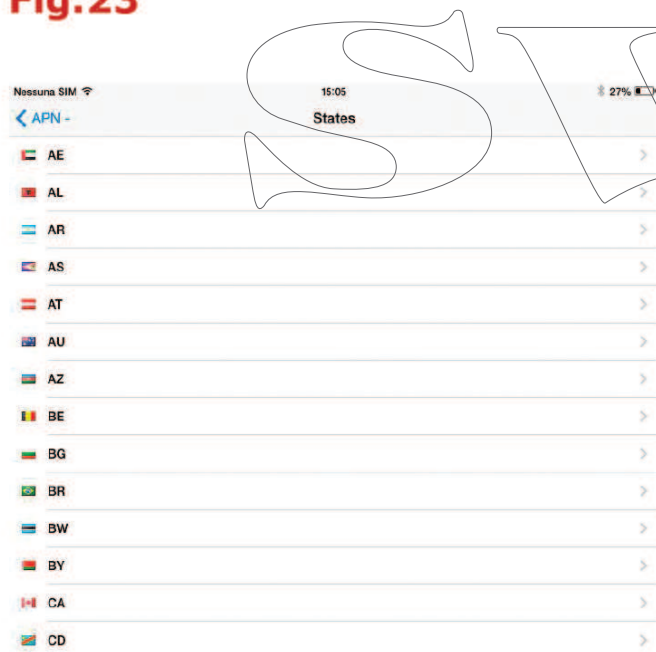 Fig.23
Nessuna SIM 15:05 27%
APN - States
AE
AL
AR
AS
AT
AU
AZ
BE
BG
BR
BW
BY
CA
CD